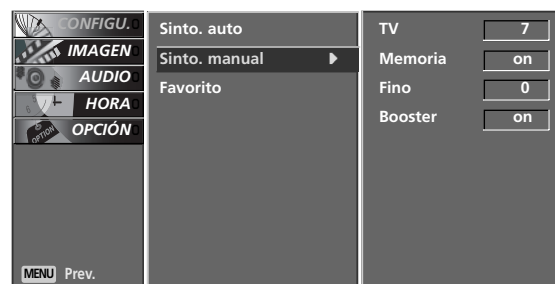 CONFIGU.
IMAGEN
AUDIO
HORA
OPCIÓN
OPTION
MENU Prev.
Sinto. auto
Sinto. manual
Favorito
TV 7
Memoria on
Fino 0
Booster on